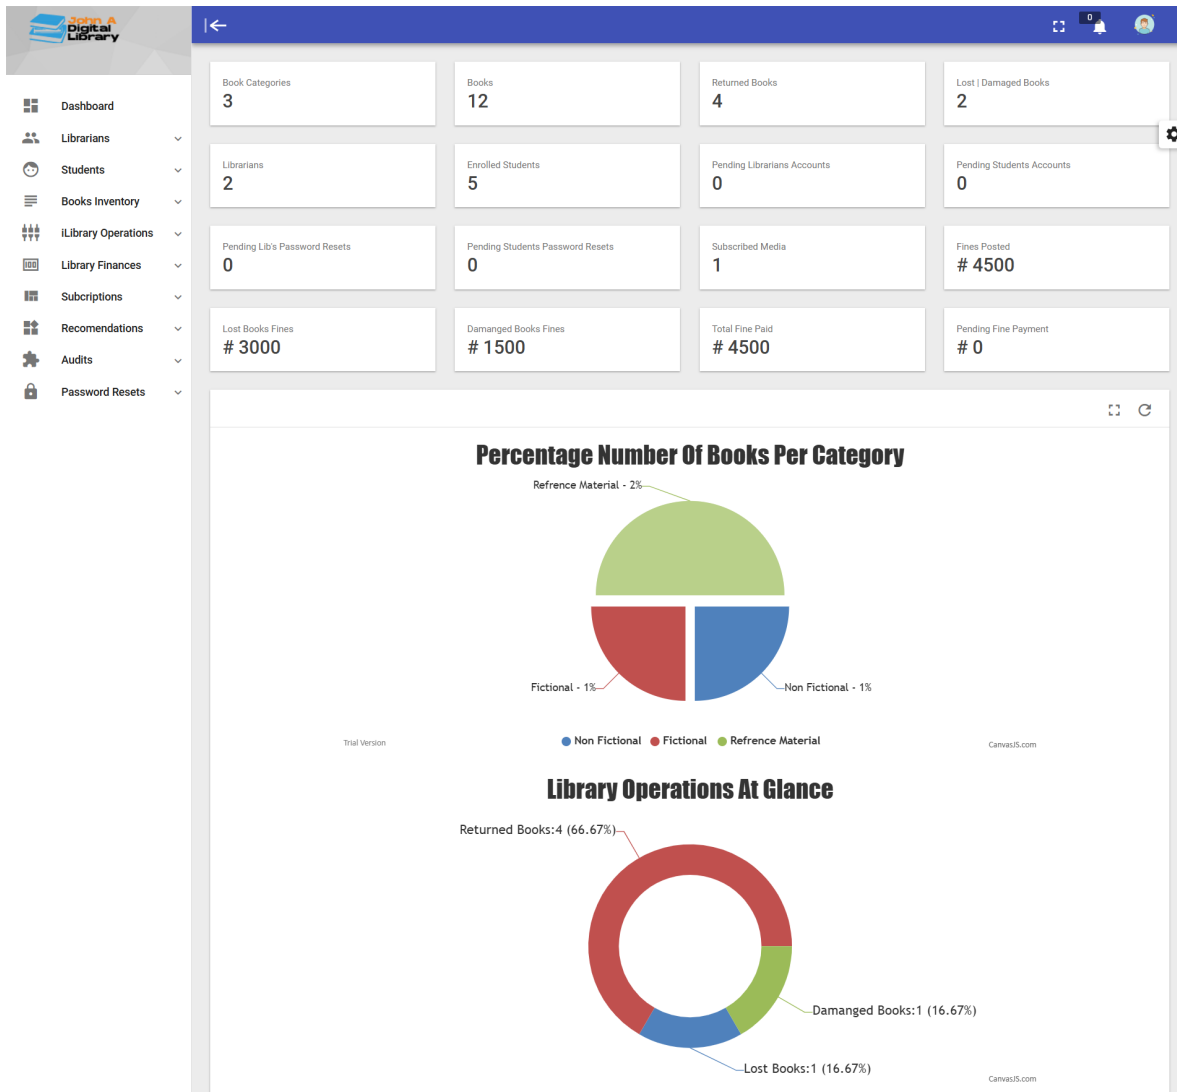 John A
Digital
Library
0
Dashboard
Librarians
Students
Books Inventory
iLibrary Operations
Library Finances
Subcriptions
Recomendations
Audits
Password Resets
Book Categories
3
Books
12
Returned Books
4
Lost | Damaged Books
2
Librarians
2
Enrolled Students
5
Pending Librarians Accounts
0
Pending Students Accounts
0
Pending Lib's Password Resets
0
Pending Students Password Resets
0
Subscribed Media
1
Fines Posted
# 4500
Lost Books Fines
# 3000
Damanged Books Fines
# 1500
Total Fine Paid
# 4500
Pending Fine Payment
# 0
Percentage Number Of Books Per Category
Refrence Material - 2%
Fictional - 1%
Non Fictional - 1%
Non Fictional
Fictional
Refrence Material
Trial Version
CanvasJS.com
Library Operations At Glance
Returned Books:4 (66.67%)
Damanged Books:1 (16.67%)
Lost Books:1 (16.67%)
CanvasJS.com